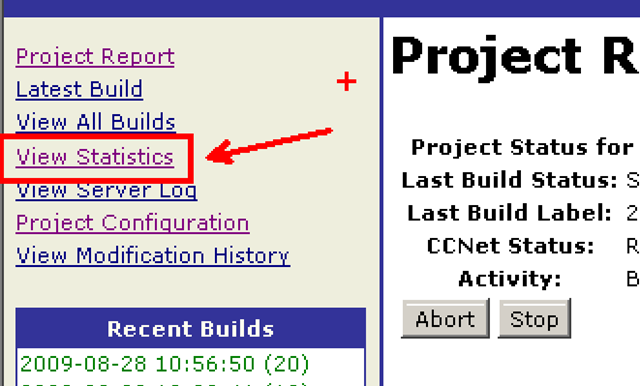 Project Report
Latest Build
View All Builds
View Statistics
View Server Log
Project Configuration
View Modification History
Recent Builds
2009-08-28 10:56:50 (20)
Project R
Project Status for
Last Build Status: S
Last Build Label: 2
CCNet Status: R
Activity: B
Abort Stop